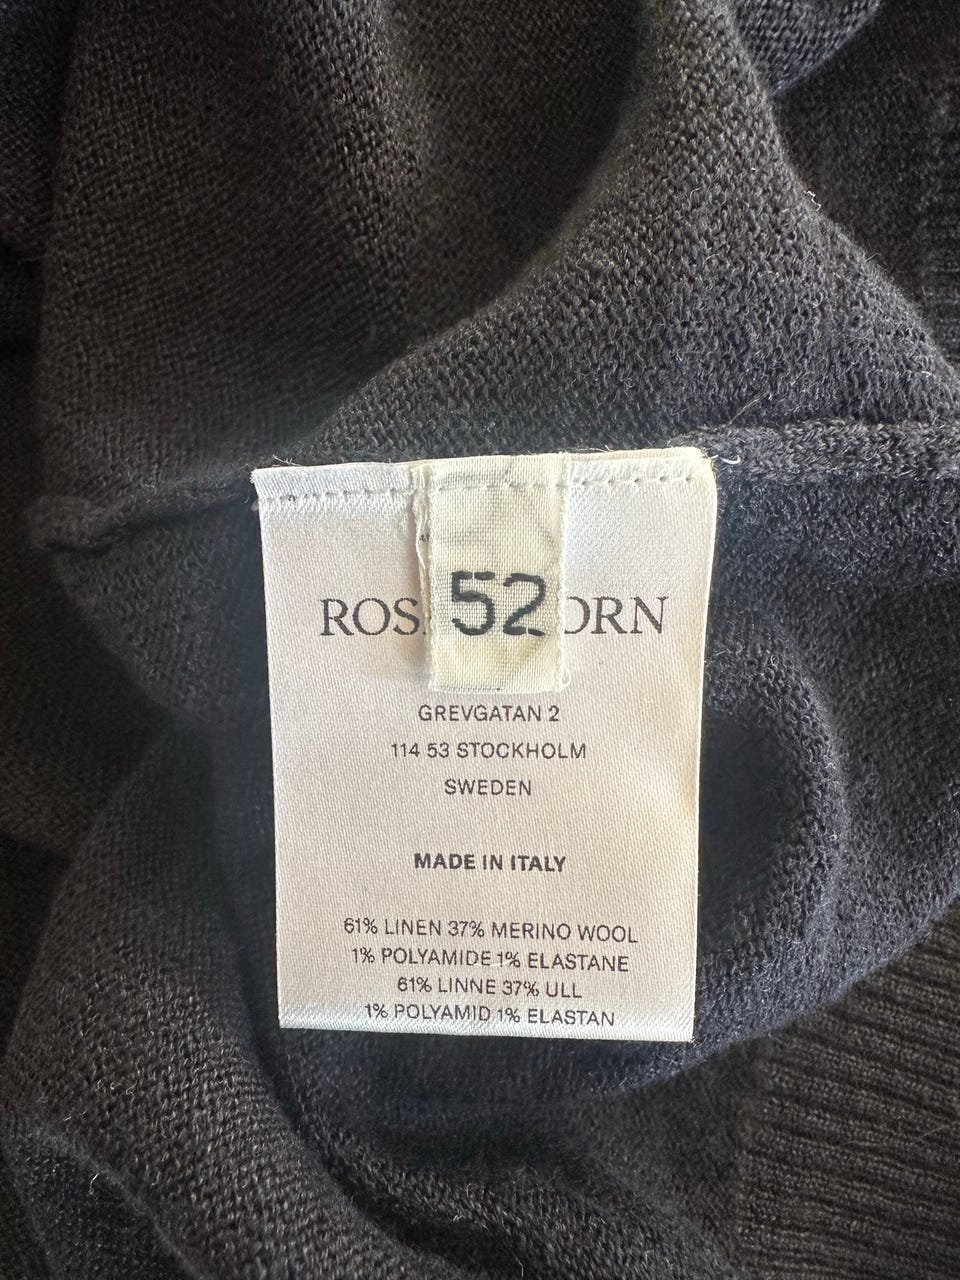 52
ROS ORN
GREVGATAN 2
114 53 STOCKHOLM
SWEDEN
MADE IN ITALY
61% LINEN 37% MERINO WOOL
1% POLYAMIDE 1% ELASTANE
61% LINNE 37% ULL
1% POLYAMID 1% ELASTAN